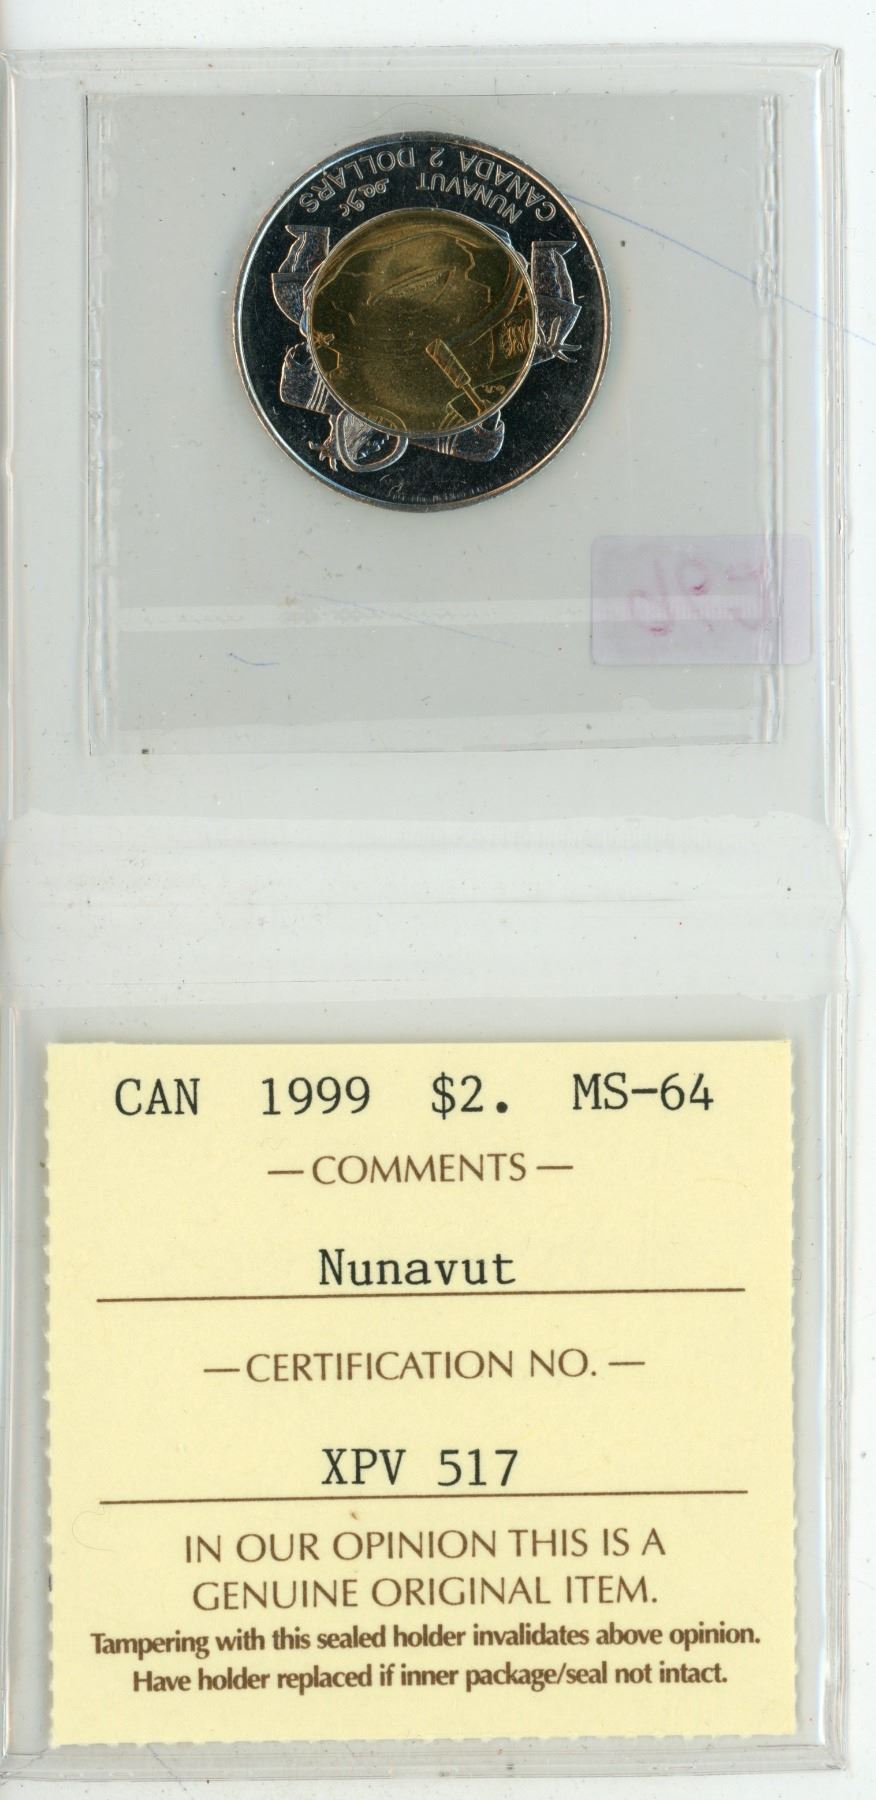 NUNAVUT
CANADA 2 DOLLARS
CAN 1999 $2. MS-64
— COMMENTS —
Nunavut
— CERTIFICATION NO. —
XPV 517
IN OUR OPINION THIS IS A
GENUINE ORIGINAL ITEM.
Tampering with this sealed holder invalidates above opinion.
Have holder replaced if inner package/seal not intact.